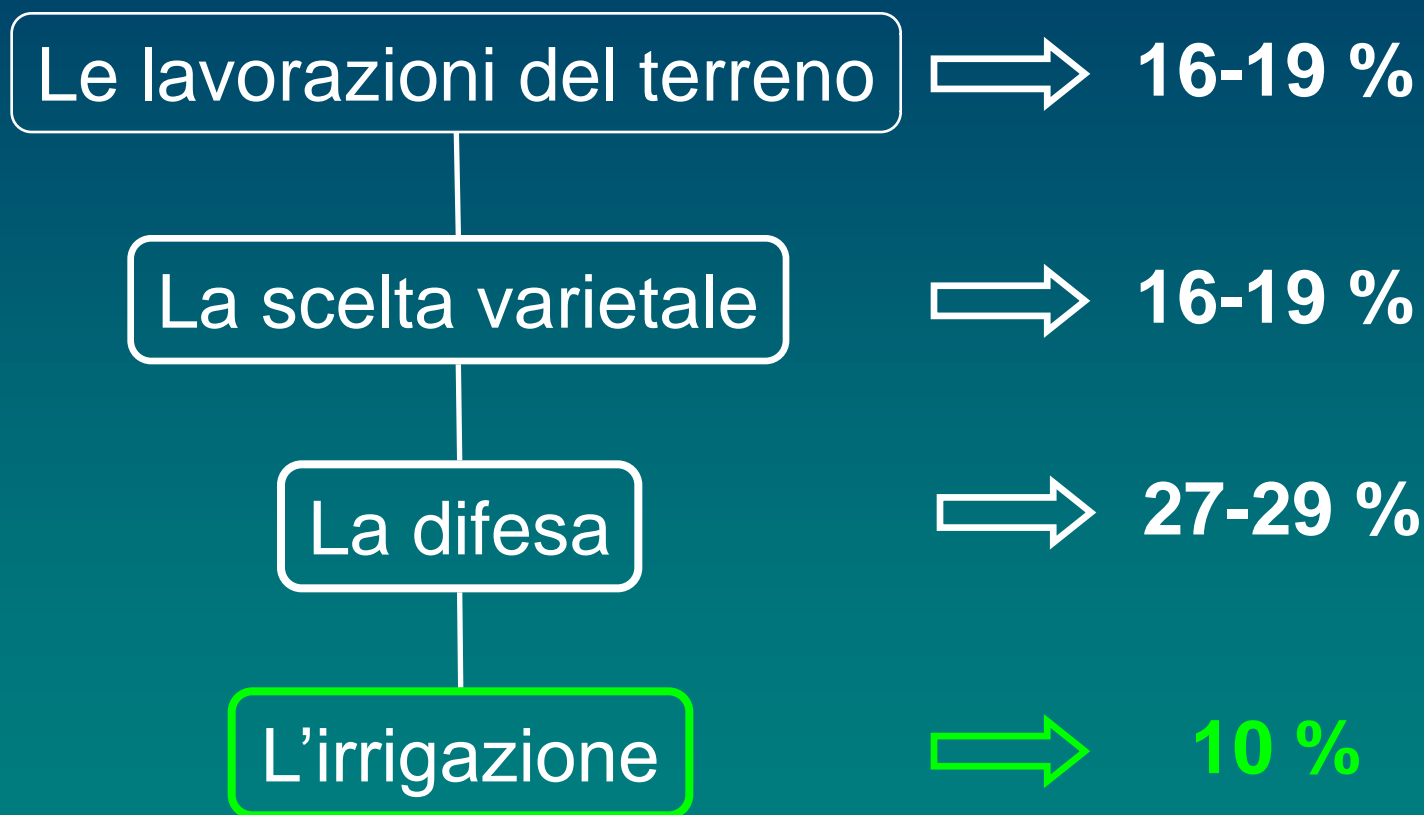 Le lavorazioni del terreno 16-19 %
La scelta varietale 16-19 %
La difesa 27-29 %
L’irrigazione 10 %